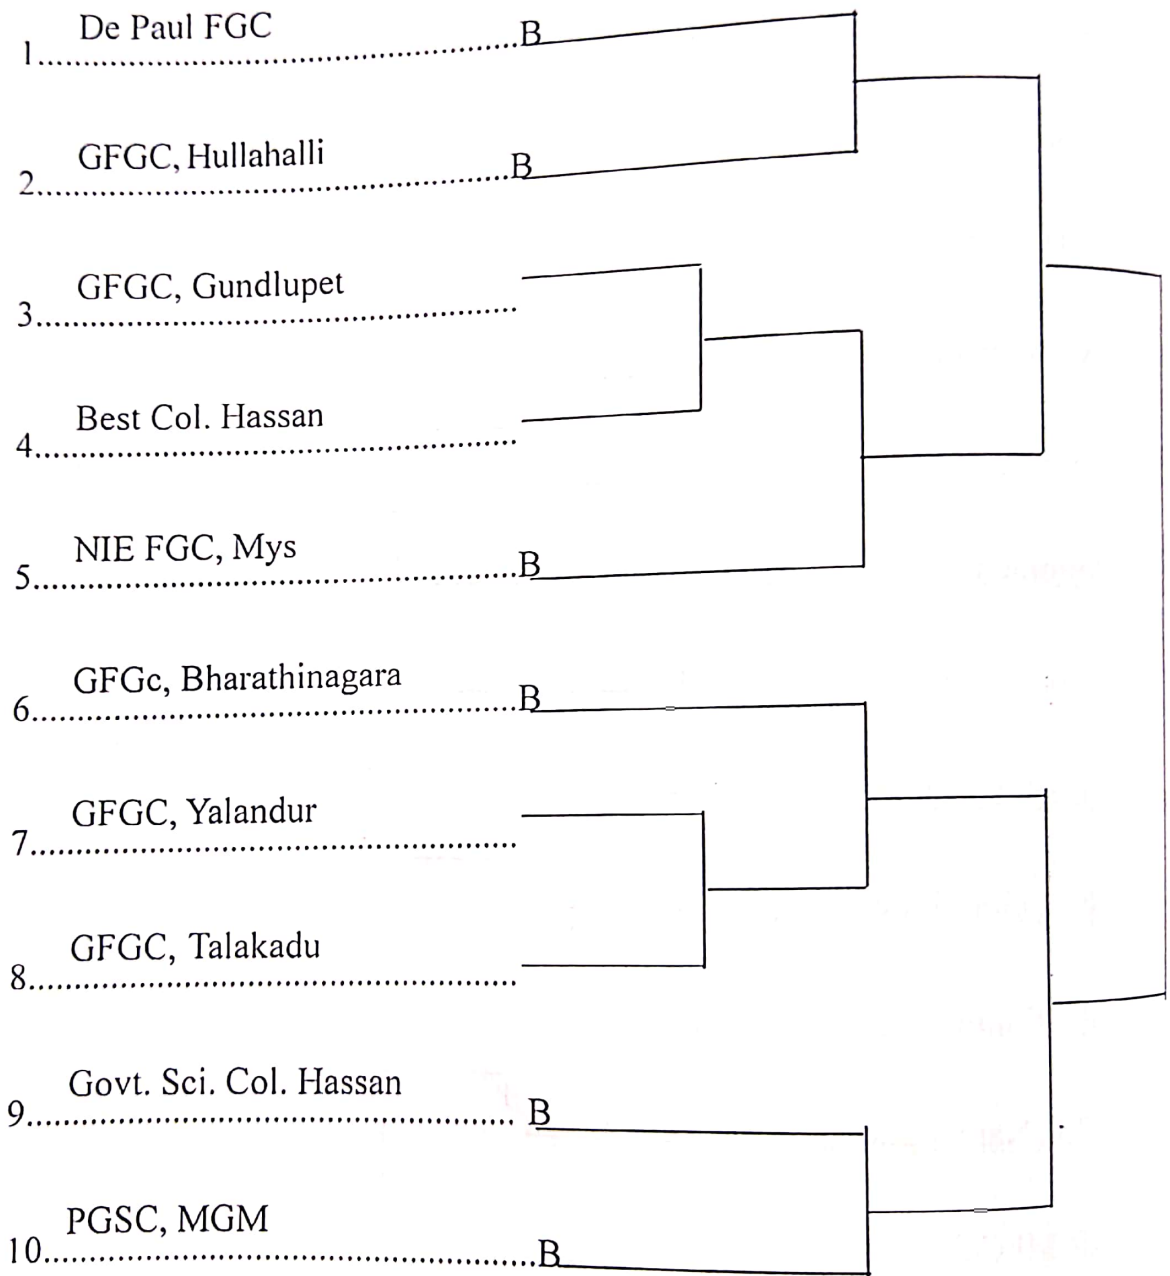 De Paul FGC
1.......................................................B
GFGC, Hullahalli
2.......................................................B
GFGC, Gundlupet
3.......................................................
Best Col. Hassan
4.......................................................
NIE FGC, Mys
5.......................................................B
GFGc, Bharathinagara
6.......................................................B
GFGC, Yalandur
7.......................................................
GFGC, Talakadu
8.......................................................
Govt. Sci. Col. Hassan
9....................................................... B
PGSC, MGM
10.......................................................B